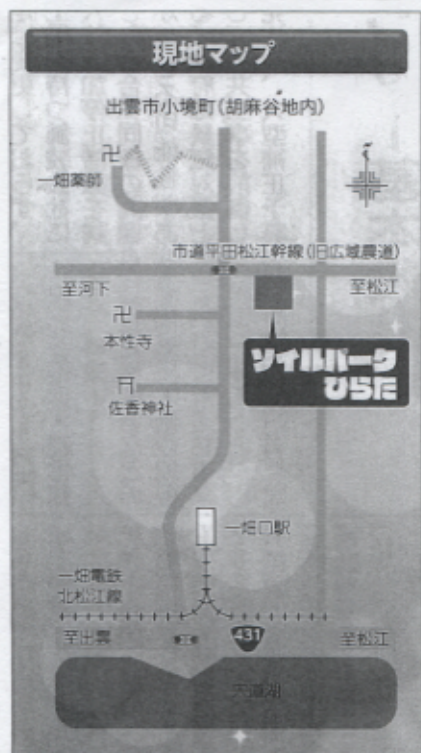 現地マップ
出雲市小境町(胡麻谷地内)
卍
一畑薬師
市道平田松江幹線(旧広域農道)
至河下
至松江
卍
本性寺
ソイルパーク
ひらた
佐香神社
一畑口駅
一畑電鉄
北松江線
至出雲
431
至松江
宍道湖